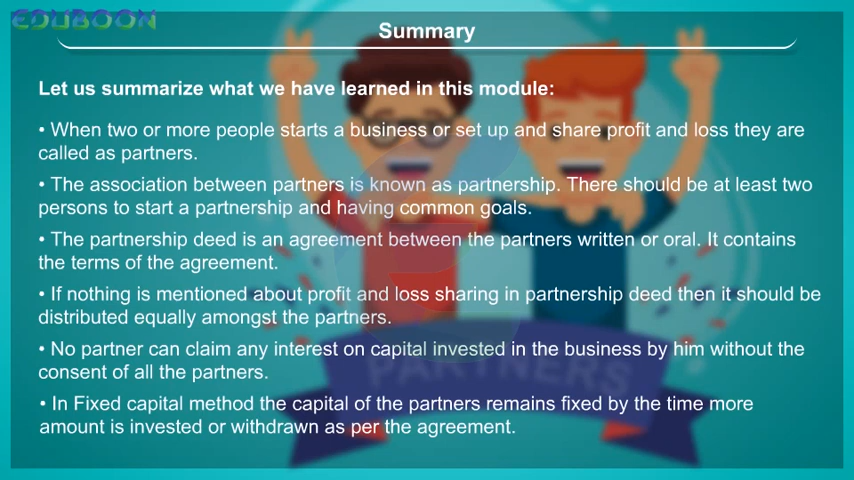 EDUBOON
Summary
Let us summarize what we have learned in this module:
• When two or more people starts a business or set up and share profit and loss they are
called as partners.
• The association between partners is known as partnership. There should be at least two
persons to start a partnership and having common goals.
• The partnership deed is an agreement between the partners written or oral. It contains
the terms of the agreement.
• If nothing is mentioned about profit and loss sharing in partnership deed then it should be
distributed equally amongst the partners.
• No partner can claim any interest on capital invested in the business by him without the
consent of all the partners.
PARTNERS
• In Fixed capital method the capital of the partners remains fixed by the time more
amount is invested or withdrawn as per the agreement.